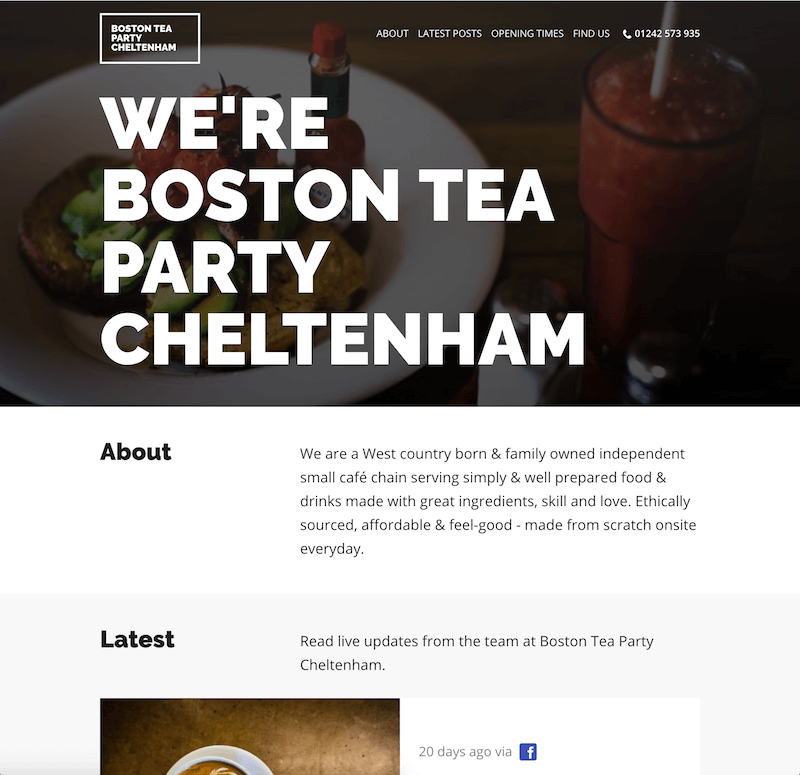 BOSTON TEA
PARTY
CHELTENHAM
ABOUT LATEST POSTS OPENING TIMES FIND US 01242 573 935
WE'RE
BOSTON TEA
PARTY
CHELTENHAM
About
We are a West country born & family owned independent
small café chain serving simply & well prepared food &
drinks made with great ingredients, skill and love. Ethically
sourced, affordable & feel-good - made from scratch onsite
everyday.
Latest
Read live updates from the team at Boston Tea Party
Cheltenham.
20 days ago via f